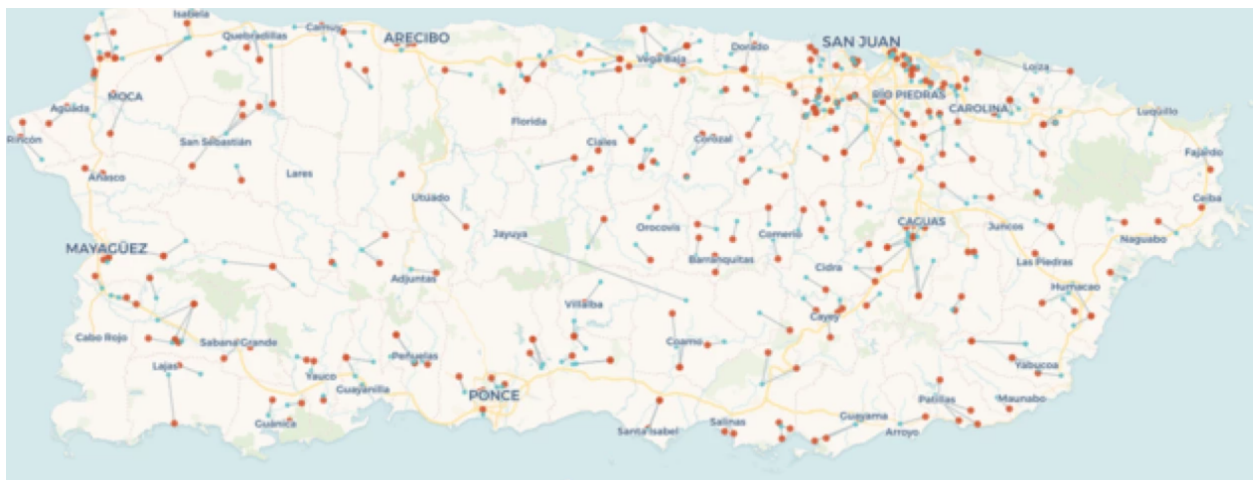 Isabela
Quebradillas
Camuy
ARECIBO
Vega Baja
Dorado
SAN JUAN
Loiza
MOCA
Aguada
Rincón
San Sebastián
Florida
RÍO PIEDRAS
CAROLINA
Luquillo
Fajardo
Ciales
Corozal
Añasco
Lares
Utuado
Ceiba
Jayuya
Orocovis
Comerío
CAGUAS
Juncos
Naguabo
MAYAGÜEZ
Adjuntas
Barranquitas
Cidra
Las Piedras
Humacao
Villalba
Cayey
Cabo Rojo
Sabana Grande
Coamo
Lajas
Peñuelas
Yauco
Guayanilla
Yabucoa
PONCE
Patillas
Maunabo
Guánica
Santa Isabel
Salinas
Guayama
Arroyo